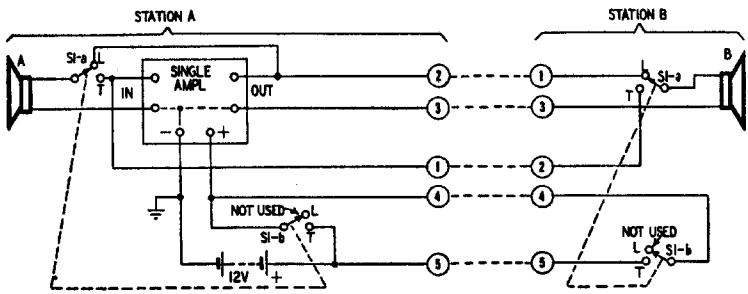 STATION A
STATION B
A
S1-a
L
T
IN
SINGLE
AMPL
OUT
2
1
L
S1-a
T
B
3
3
−
+
1
2
4
4
NOT USED
L
S1-b
T
NOT USED
L
S1-b
T
12V
+
5
5